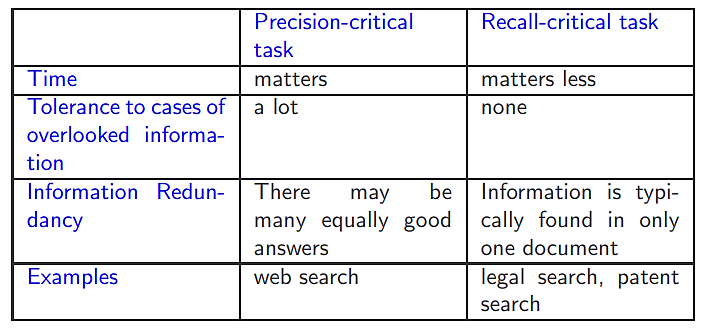 Precision-critical task
Recall-critical task
Time
matters
matters less
Tolerance to cases of
overlooked informa-
tion
a lot
none
Information Redun-
dancy
There may be
many equally good
answers
Information is typi-
cally found in only
one document
Examples
web search
legal search, patent
search